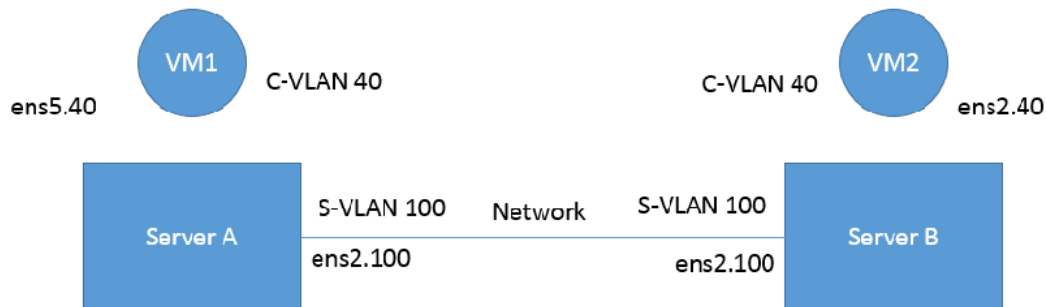 VM1
VM2
C-VLAN 40
C-VLAN 40
ens5.40
ens2.40
S-VLAN 100
Network
S-VLAN 100
Server A
Server B
ens2.100
ens2.100